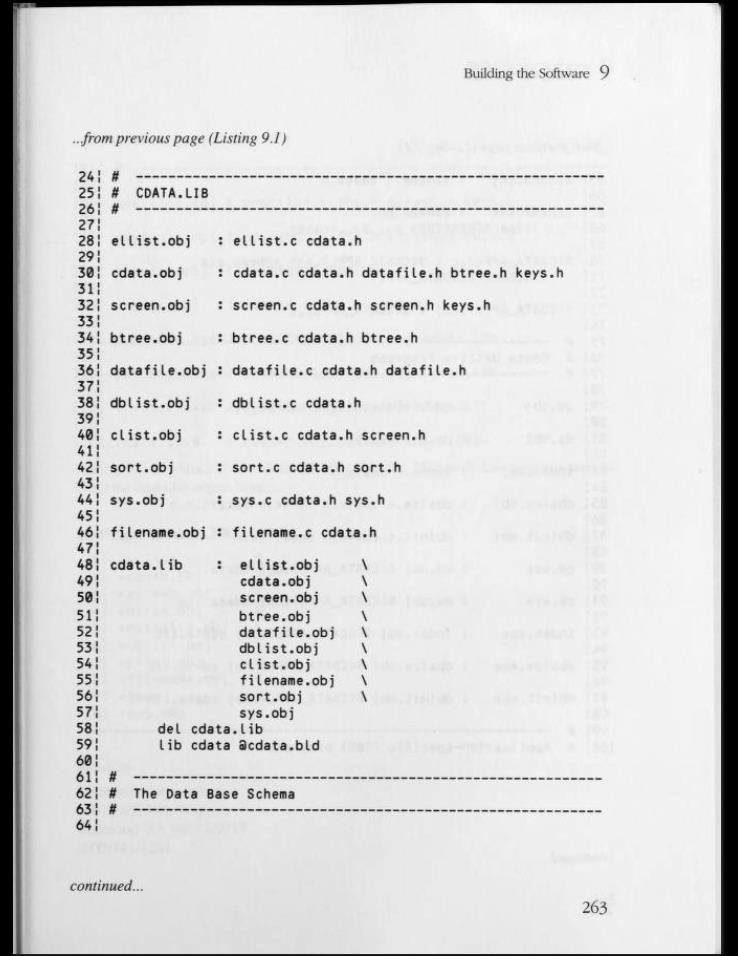 Building the Software 9
...from previous page (Listing 9.1)
24¦ # -----------------------------------------------------------
25¦ # CDATA.LIB
26¦ # -----------------------------------------------------------
27¦
28¦ ellist.obj : ellist.c cdata.h
29¦
30¦ cdata.obj : cdata.c cdata.h datafile.h btree.h keys.h
31¦
32¦ screen.obj : screen.c cdata.h screen.h keys.h
33¦
34¦ btree.obj : btree.c cdata.h btree.h
35¦
36¦ datafile.obj : datafile.c cdata.h datafile.h
37¦
38¦ dblist.obj : dblist.c cdata.h
39¦
40¦ clist.obj : clist.c cdata.h screen.h
41¦
42¦ sort.obj : sort.c cdata.h sort.h
43¦
44¦ sys.obj : sys.c cdata.h sys.h
45¦
46¦ filename.obj : filename.c cdata.h
47¦
48¦ cdata.lib : ellist.obj \
49¦ cdata.obj \
50¦ screen.obj \
51¦ btree.obj \
52¦ datafile.obj \
53¦ dblist.obj \
54¦ clist.obj \
55¦ filename.obj \
56¦ sort.obj \
57¦ sys.obj
58¦ del cdata.lib
59¦ lib cdata @cdata.bld
60¦
61¦ # -----------------------------------------------------------
62¦ # The Data Base Schema
63¦ # -----------------------------------------------------------
64¦
continued...
263